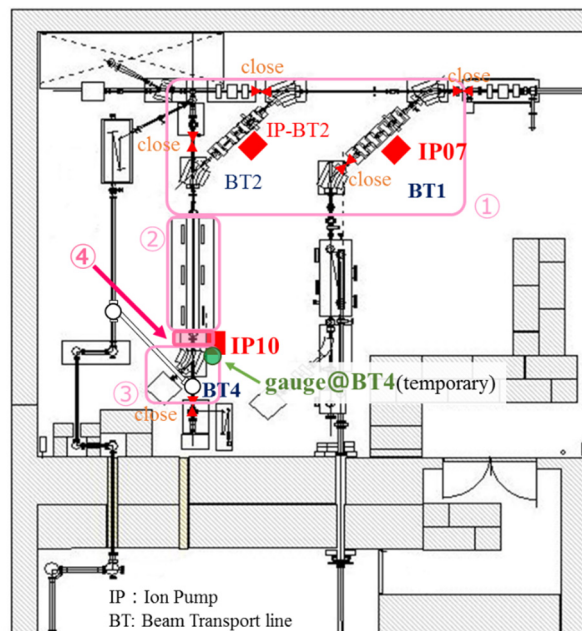 close
close
IP-BT2
IP07
close
close
BT2
BT1
①
②
④
IP10
gauge@BT4(temporary)
③
BT4
close
IP : Ion Pump
BT: Beam Transport line